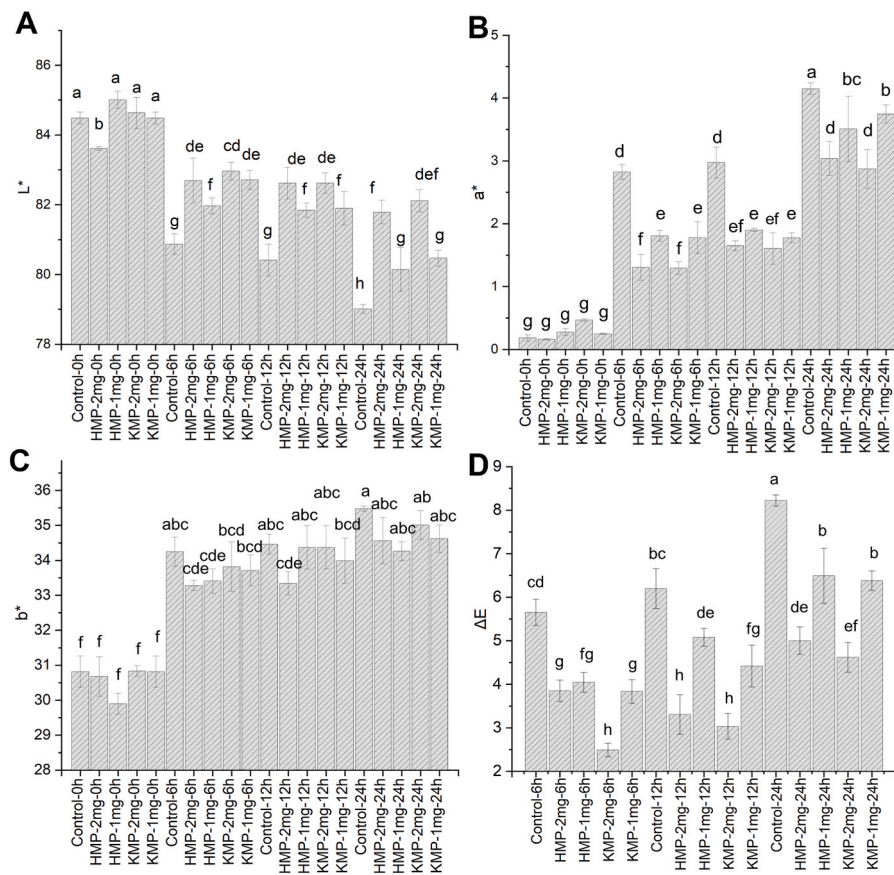 A
L*
86
84
82
80
78
a
b
a
a
a
g
de
f
cd
de
g
de
f
de
f
h
f
g
def
g
Control-0h
HMP-2mg-0h
HMP-1mg-0h
KMP-2mg-0h
KMP-1mg-0h
Control-6h
HMP-2mg-6h
HMP-1mg-6h
KMP-2mg-6h
KMP-1mg-6h
Control-12h
HMP-2mg-12h
HMP-1mg-12h
KMP-2mg-12h
KMP-1mg-12h
Control-24h
HMP-2mg-24h
HMP-1mg-24h
KMP-2mg-24h
KMP-1mg-24h
B
a*
5
4
3
2
1
0
g
g
g
g
g
d
f
e
f
e
d
ef
e
ef
e
a
d
bc
d
b
Control-0h
HMP-2mg-0h
HMP-1mg-0h
KMP-2mg-0h
KMP-1mg-0h
Control-6h
HMP-2mg-6h
HMP-1mg-6h
KMP-2mg-6h
KMP-1mg-6h
Control-12h
HMP-2mg-12h
HMP-1mg-12h
KMP-2mg-12h
KMP-1mg-12h
Control-24h
HMP-2mg-24h
HMP-1mg-24h
KMP-2mg-24h
KMP-1mg-24h
C
b*
36
35
34
33
32
31
30
29
28
f
f
f
f
f
abc
cde
cde
bcd
bcd
abc
cde
abc
abc
bcd
a
abc
abc
ab
abc
Control-0h
HMP-2mg-0h
HMP-1mg-0h
KMP-2mg-0h
KMP-1mg-0h
Control-6h
HMP-2mg-6h
HMP-1mg-6h
KMP-2mg-6h
KMP-1mg-6h
Control-12h
HMP-2mg-12h
HMP-1mg-12h
KMP-2mg-12h
KMP-1mg-12h
Control-24h
HMP-2mg-24h
HMP-1mg-24h
KMP-2mg-24h
KMP-1mg-24h
D
ΔE
9
8
7
6
5
4
3
2
cd
g
fg
h
g
bc
h
de
h
fg
a
de
b
ef
b
Control-6h
HMP-2mg-6h
HMP-1mg-6h
KMP-2mg-6h
KMP-1mg-6h
Control-12h
HMP-2mg-12h
HMP-1mg-12h
KMP-2mg-12h
KMP-1mg-12h
Control-24h
HMP-2mg-24h
HMP-1mg-24h
KMP-2mg-24h
KMP-1mg-24h